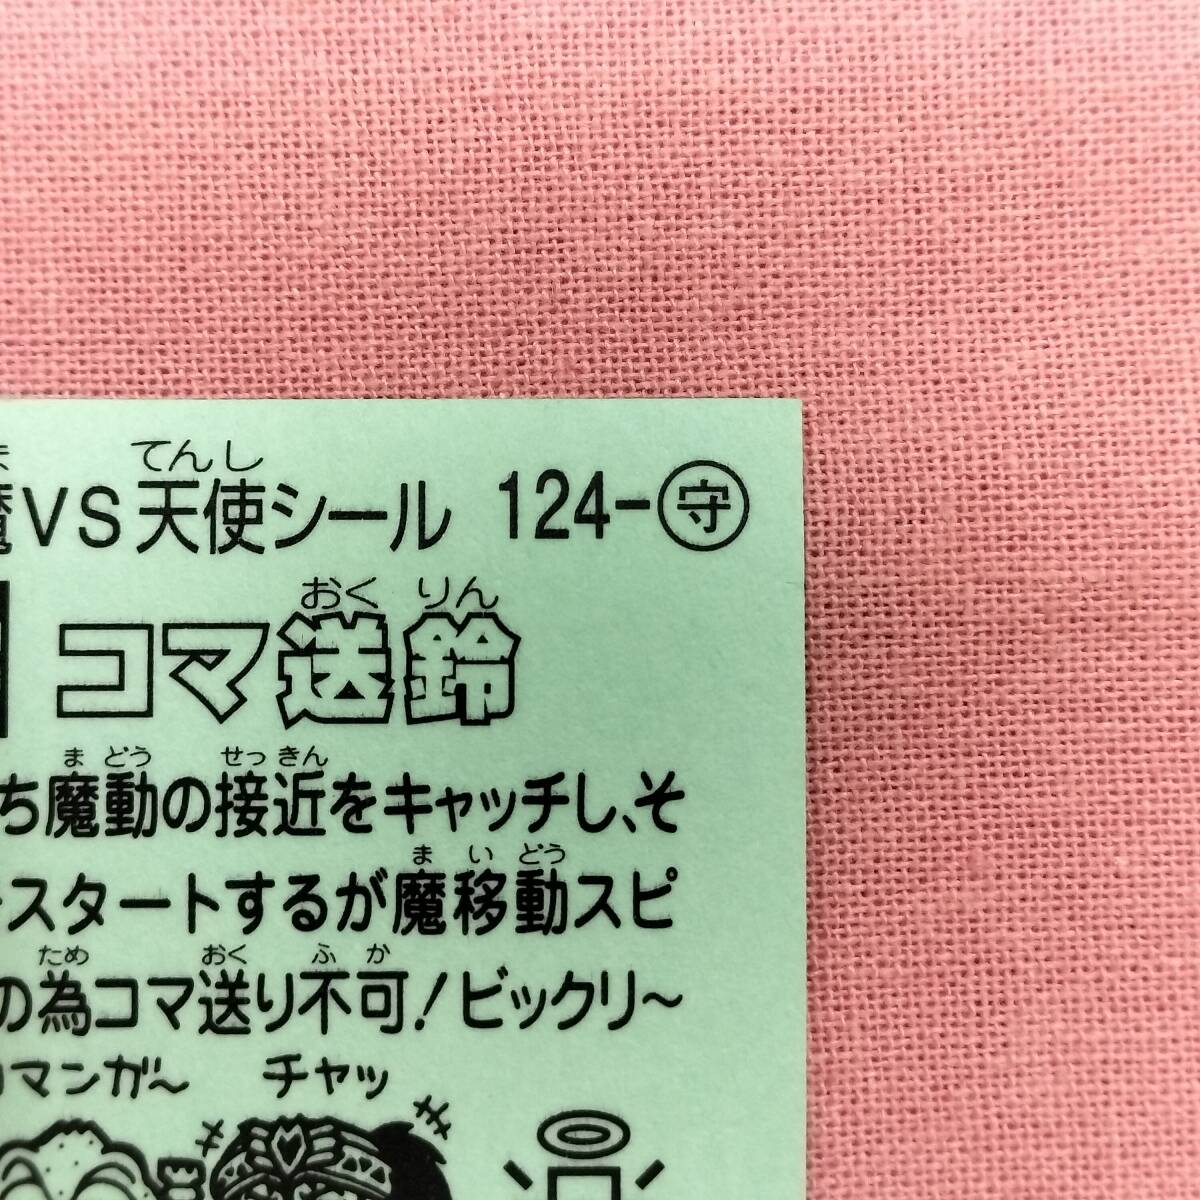 ま てんし
魔VS天使シール 124-守
おく りん
コマ送鈴
ま どう せっ きん
ち魔動の接近をキャッチし、そ
ま い どう
スタートするが魔移動スピ
ため おく ふ か
の為コマ送り不可!ビックリ〜
マンガ〜 チャッ